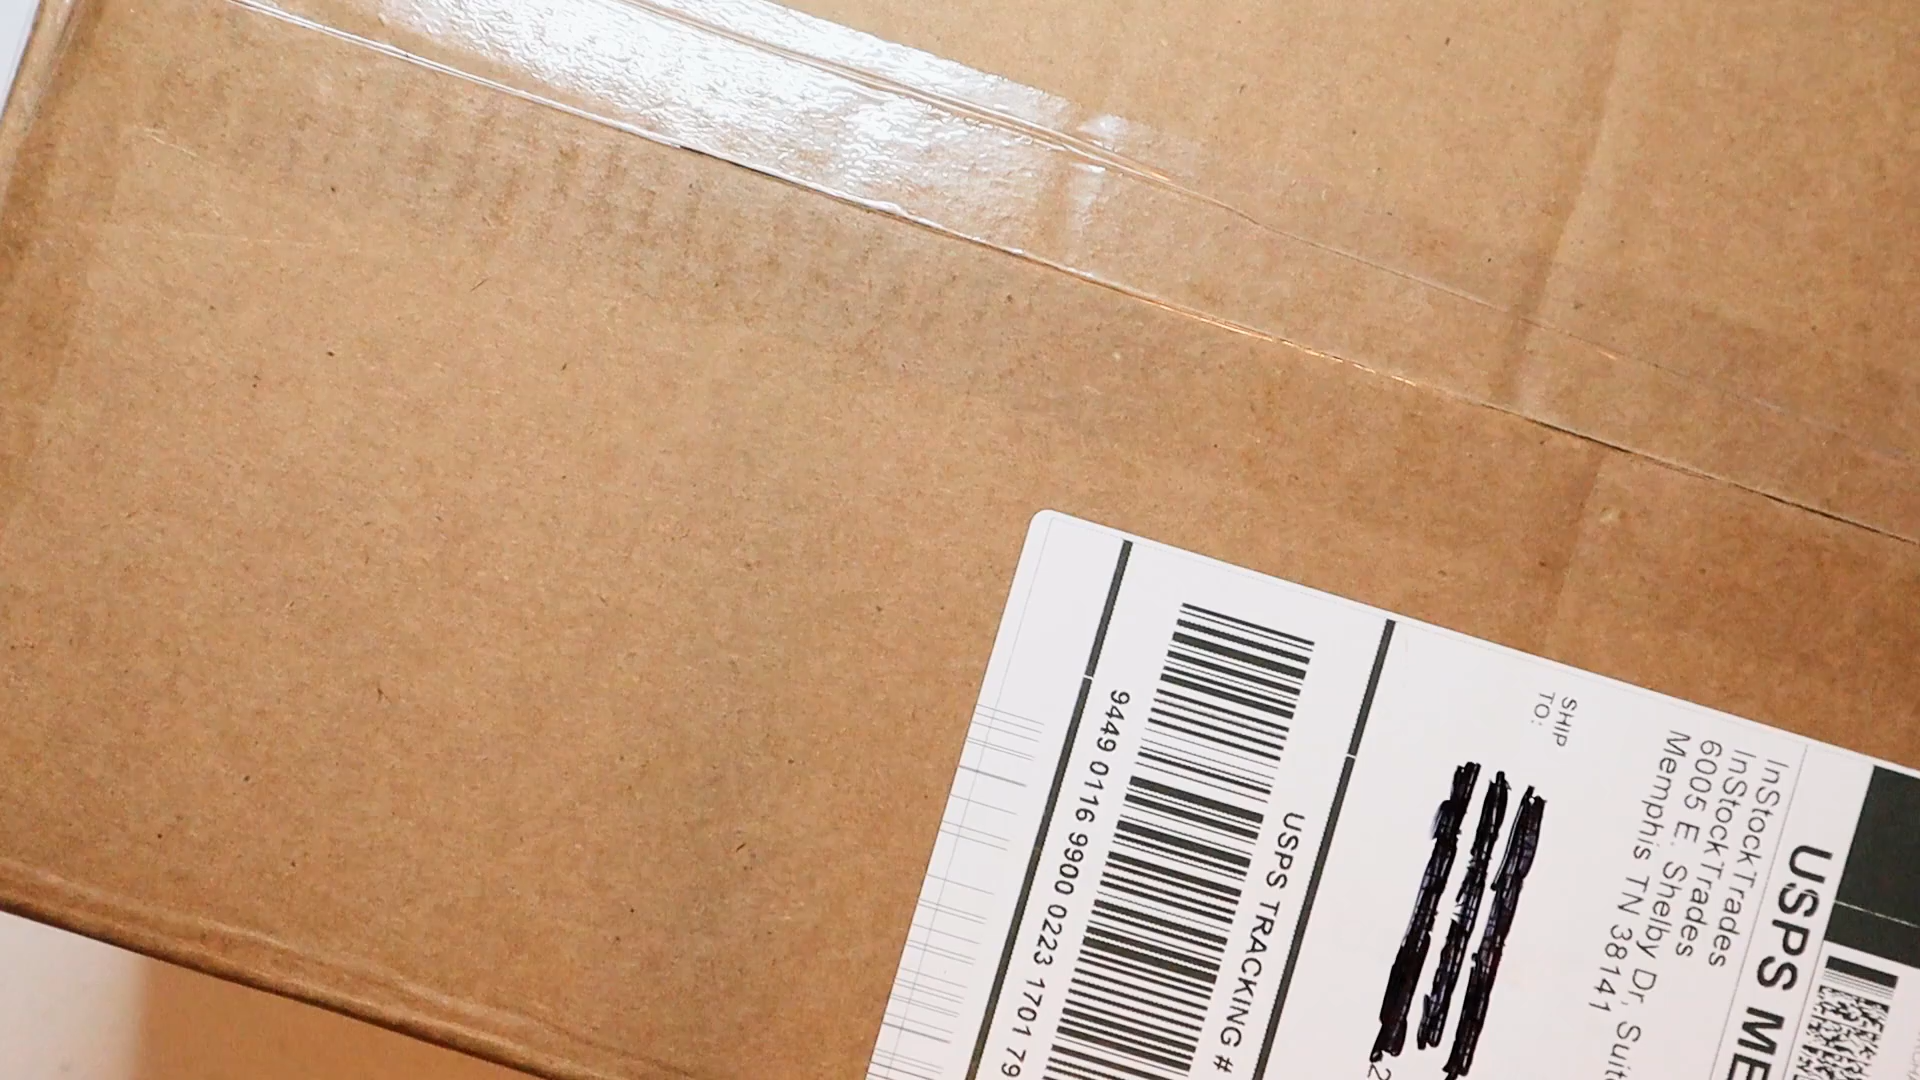 USPS ME
InStockTrades
InStockTrades
6005 E. Shelby Dr, Suit
Memphis TN 38141
SHIP
TO:
USPS TRACKING #
9449 0116 9900 02223 1701 79